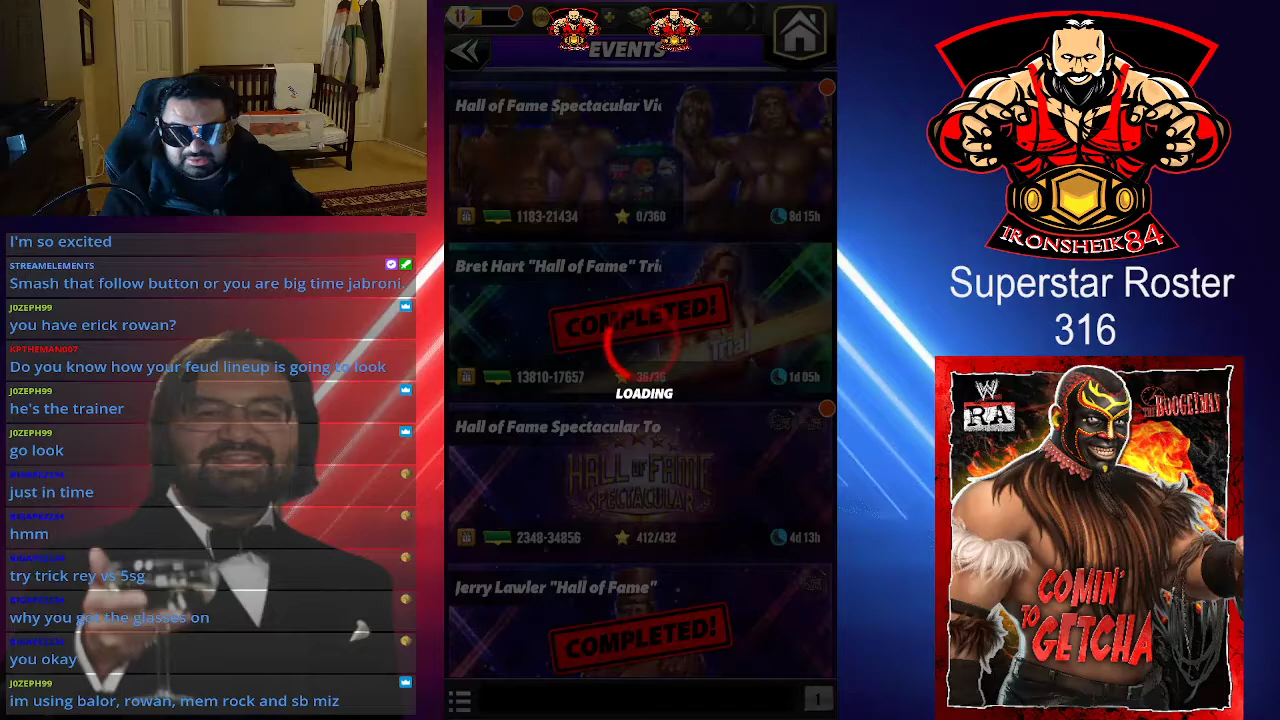 I'm so excited
STREAMELEMENTS
Smash that follow button or you are big time jabroni.
J0ZEPH99
you have erick rowan?
KPTHEMAN007
Do you know how your feud lineup is going to look
J0ZEPH99
he's the trainer
J0ZEPH99
go look
just in time
hmm
try trick rey vs 5sg
why you got the glasses on
you okay
J0ZEPH99
im using balor, rowan, mem rock and sb miz
11
EVENTS
Hall of Fame Spectacular Vi
1183-21434
0/360
8d 15h
Bret Hart "Hall of Fame" Tri
COMPLETED!
Trial
13810-17657
36/36
1d 05h
LOADING
Hall of Fame Spectacular To
HALL OF FAME
SPECTACULAR
2348-34856
412/432
4d 13h
Jerry Lawler "Hall of Fame"
COMPLETED!
1
IRONSHEIK84
Superstar Roster
316
W
RA
THE BOOGEYMAN
COMIN'
TO
GETCHA